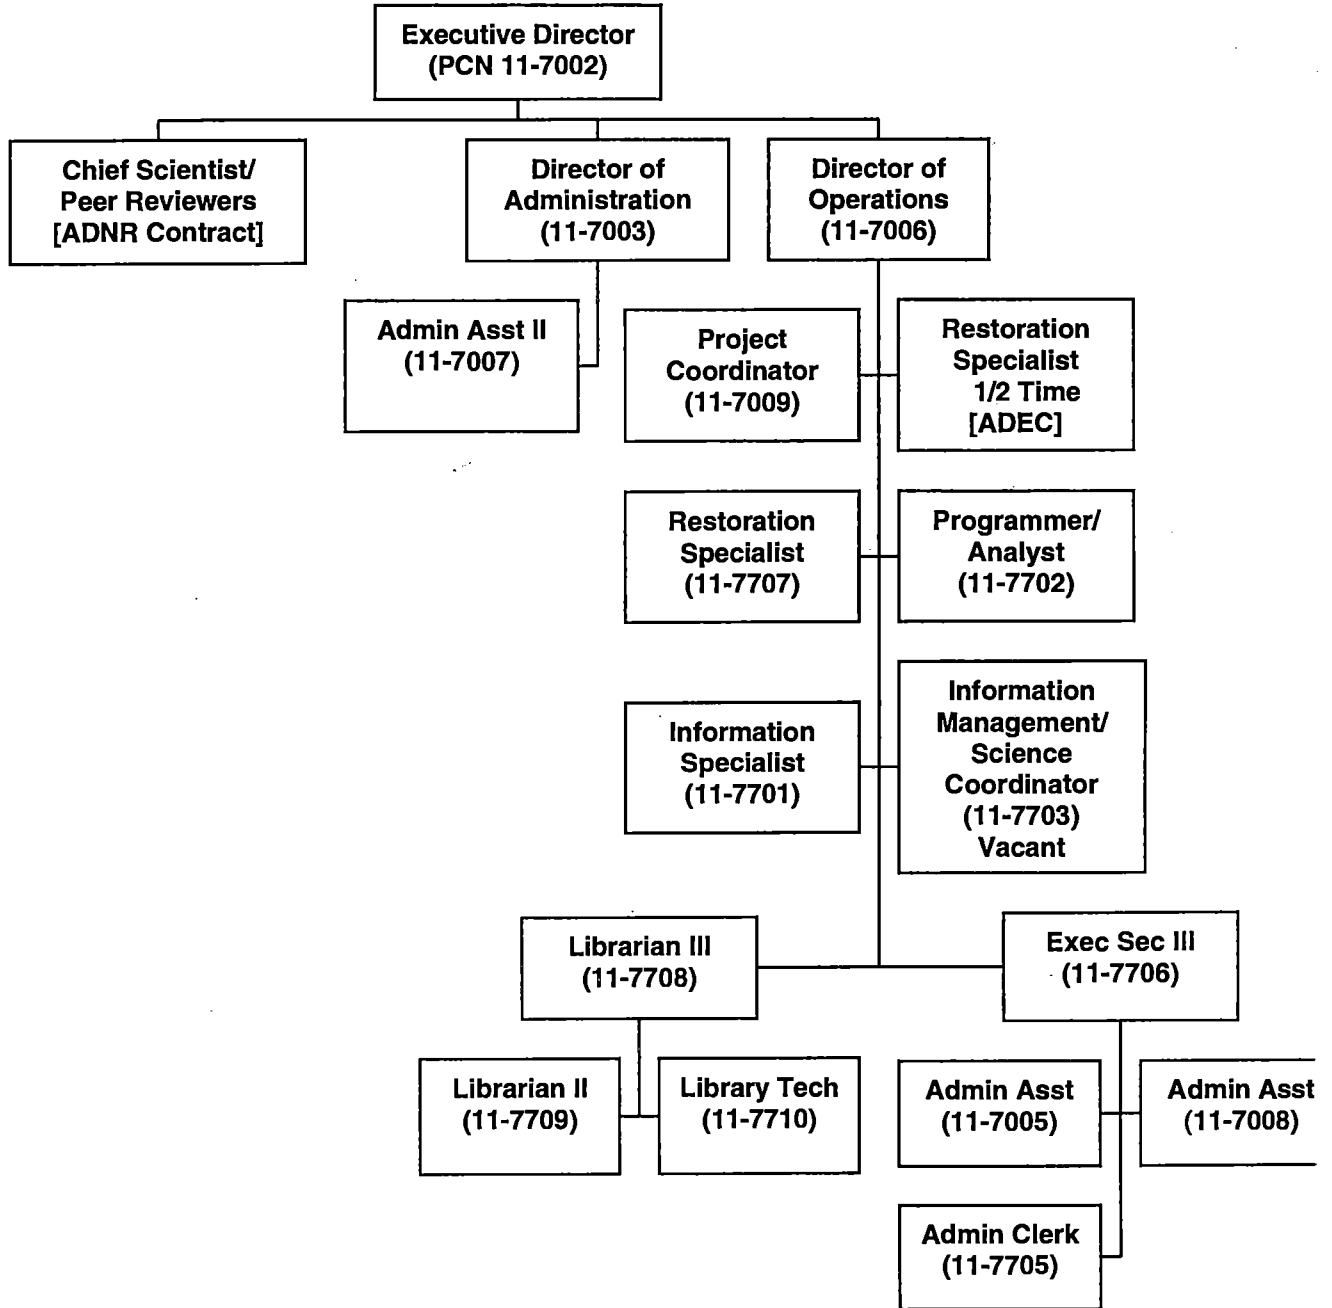 Executive Director
(PCN 11-7002)
Chief Scientist/
Peer Reviewers
[ADNR Contract]
Director of
Administration
(11-7003)
Director of
Operations
(11-7006)
Admin Asst II
(11-7007)
Project
Coordinator
(11-7009)
Restoration
Specialist
1/2 Time
[ADEC]
Restoration
Specialist
(11-7707)
Programmer/
Analyst
(11-7702)
Information
Specialist
(11-7701)
Information
Management/
Science
Coordinator
(11-7703)
Vacant
Librarian III
(11-7708)
Exec Sec III
(11-7706)
Librarian II
(11-7709)
Library Tech
(11-7710)
Admin Asst
(11-7005)
Admin Asst
(11-7008)
Admin Clerk
(11-7705)